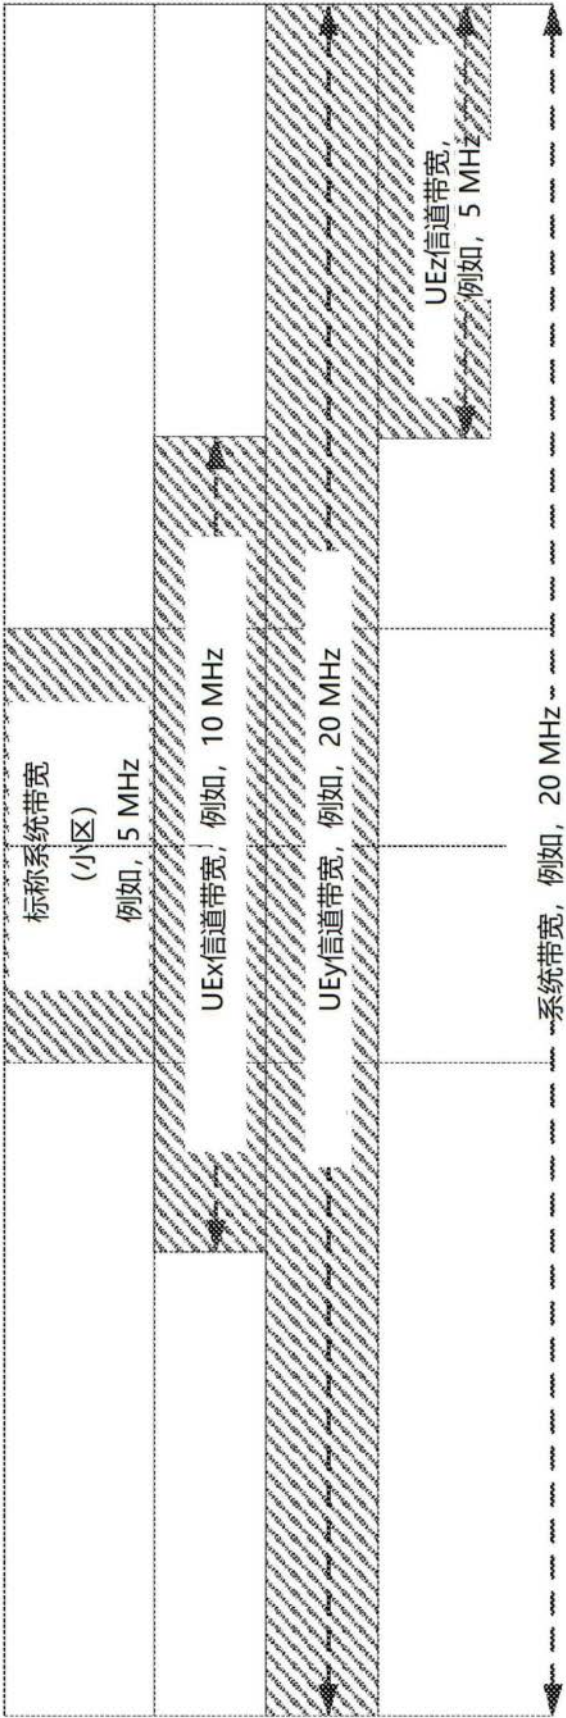 标称系统带宽
(小区)
例如, 5 MHz
UEx信道带宽, 例如, 10 MHz
UEy信道带宽, 例如, 20 MHz
UEz信道带宽,
例如, 5 MHz
系统带宽, 例如, 20 MHz